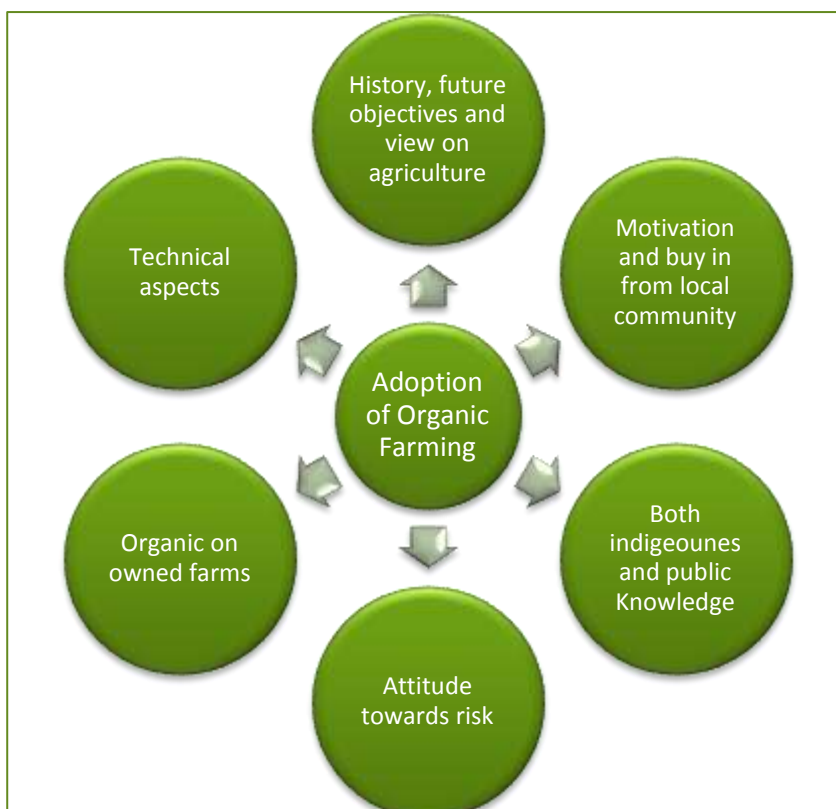 History, future
objectives and
view on
agriculture
Technical
aspects
Motivation
and buy in
from local
community
Adoption
of Organic
Farming
Organic on
owned farms
Both
indigeounes
and public
Knowledge
Attitude
towards risk